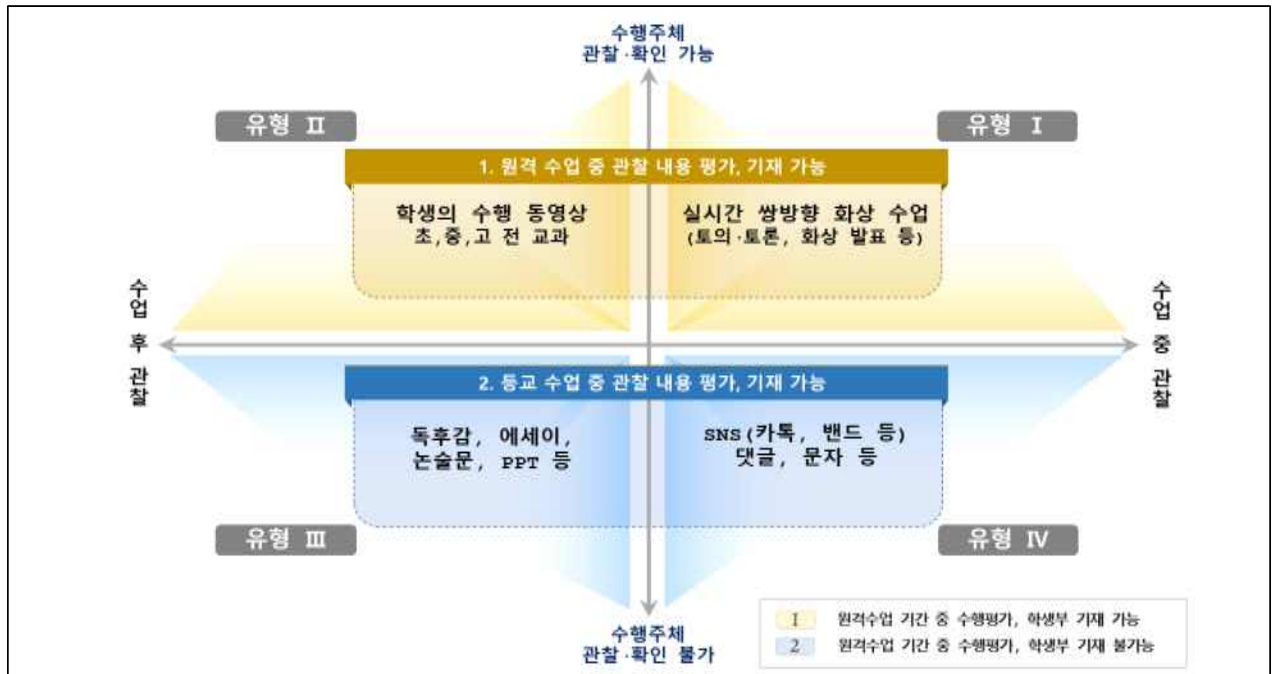 수행주체
관찰·확인 가능
유형 Ⅱ
유형 Ⅰ
1. 원격 수업 중 관찰 내용 평가, 기재 가능
학생의 수행 동영상
초,중,고 전 교과
실시간 쌍방향 화상 수업
(토의·토론, 화상 발표 등)
수업 후 관찰
수업 중 관찰
2. 등교 수업 중 관찰 내용 평가, 기재 가능
독후감, 에세이,
논술문, PPT 등
SNS(카톡, 밴드 등)
댓글, 문자 등
유형 Ⅲ
유형 Ⅳ
수행주체
관찰·확인 불가
1 원격수업 기간 중 수행평가, 학생부 기재 가능
2 원격수업 기간 중 수행평가, 학생부 기재 불가능